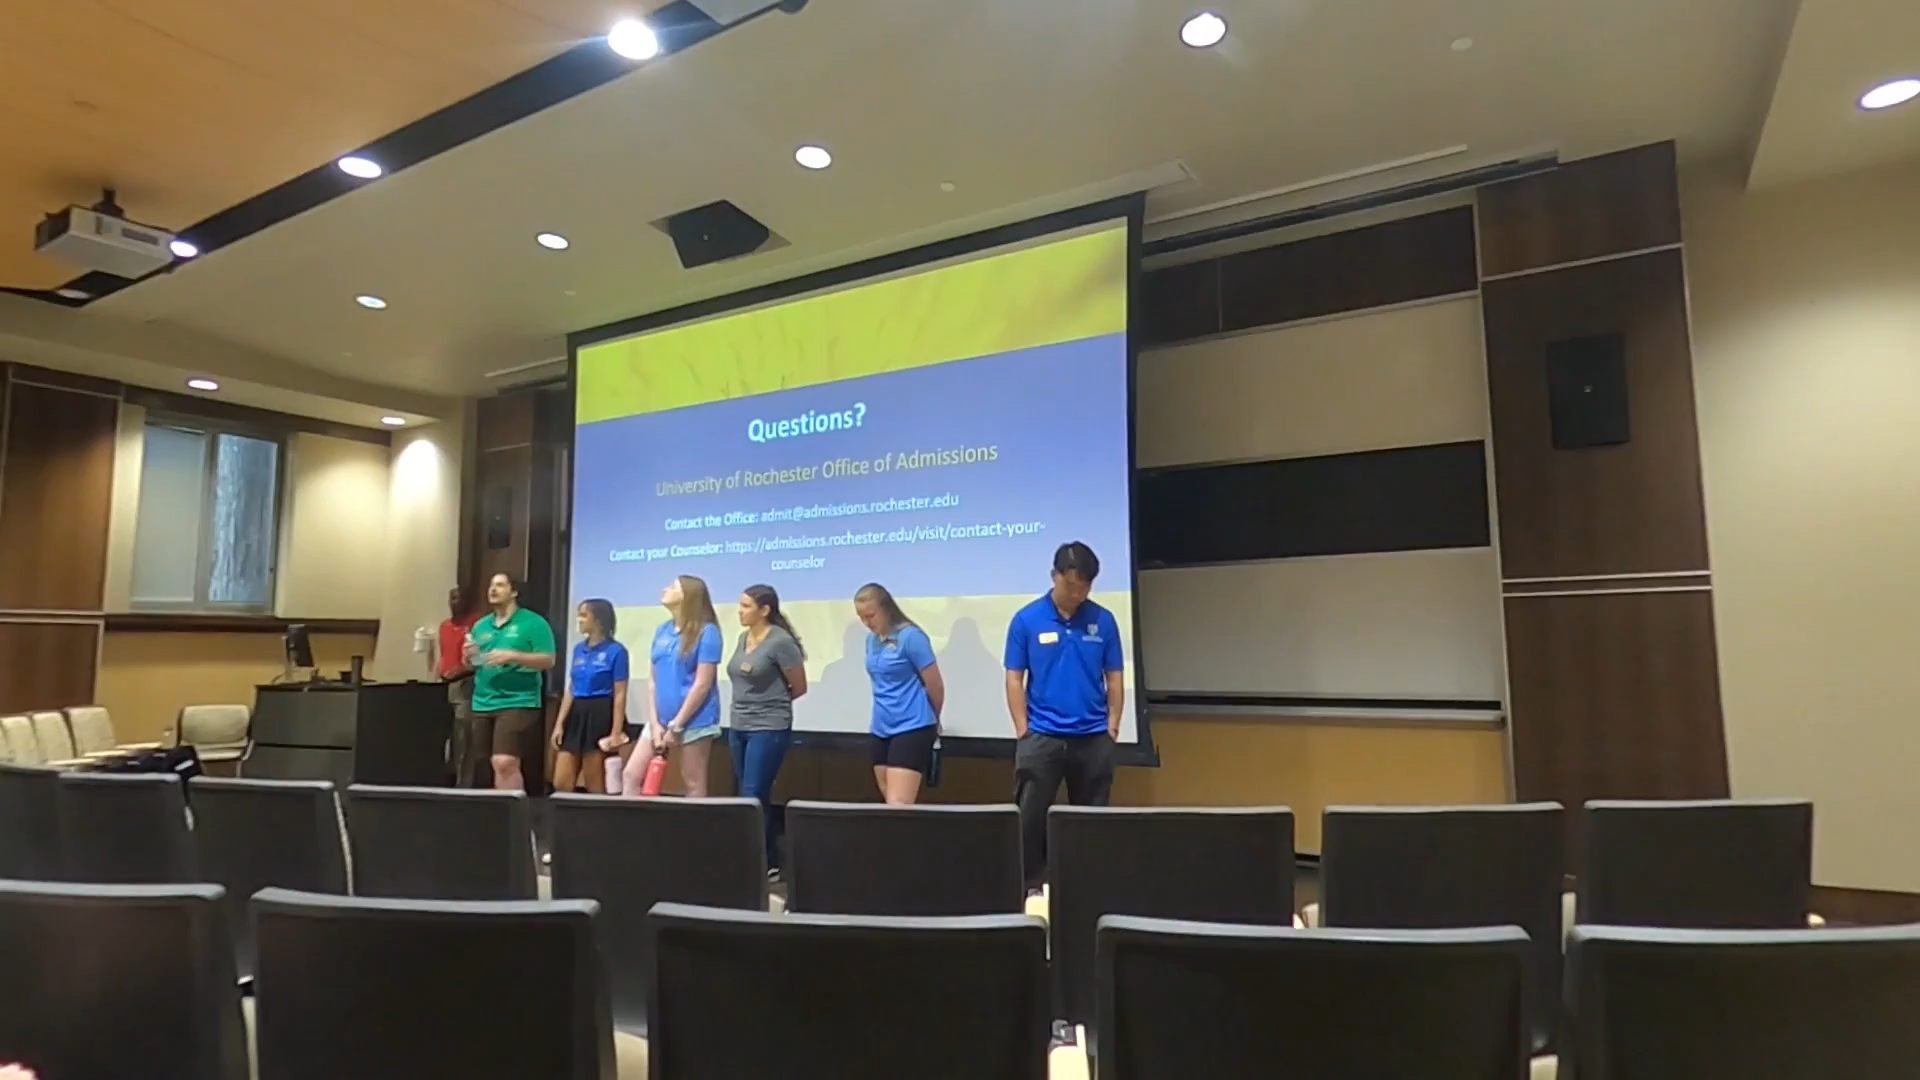 Questions?
University of Rochester Office of Admissions
Contact the Office: admit@admissions.rochester.edu
Contact your Counselor: https://admissions.rochester.edu/visit/contact-your-
counselor